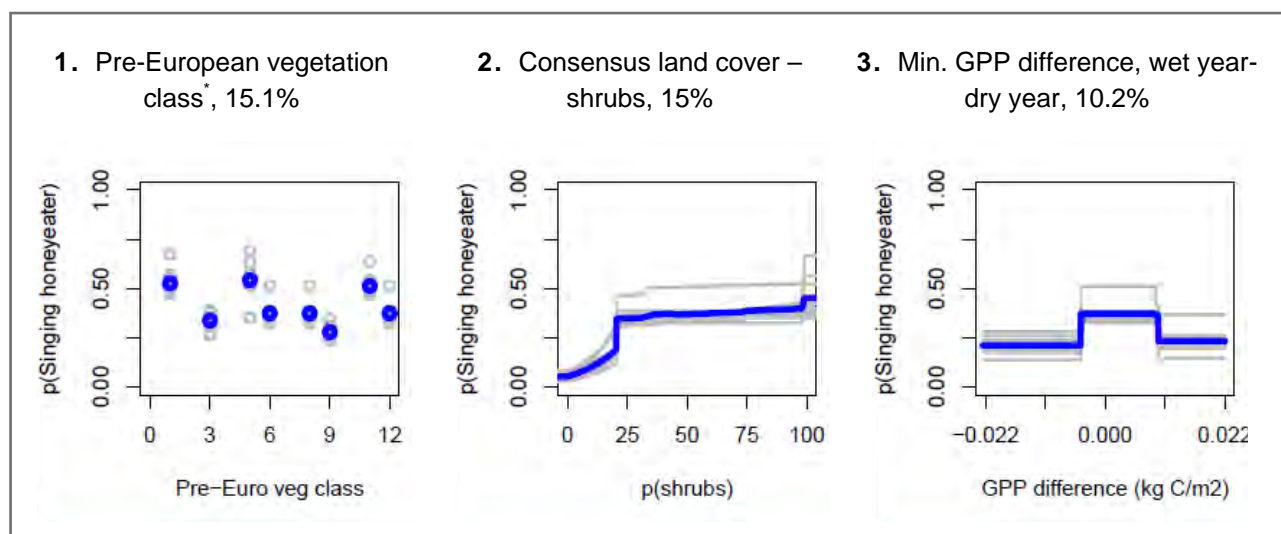 1. Pre-European vegetation
class*, 15.1%
2. Consensus land cover –
shrubs, 15%
3. Min. GPP difference, wet year-
dry year, 10.2%
p(Singing honeyeater)
1.00
0.50
0.00
0 3 6 9 12
Pre−Euro veg class
p(Singing honeyeater)
1.00
0.50
0.00
0 25 50 75 100
p(shrubs)
p(Singing honeyeater)
1.00
0.50
0.00
−0.022 0.000 0.022
GPP difference (kg C/m2)